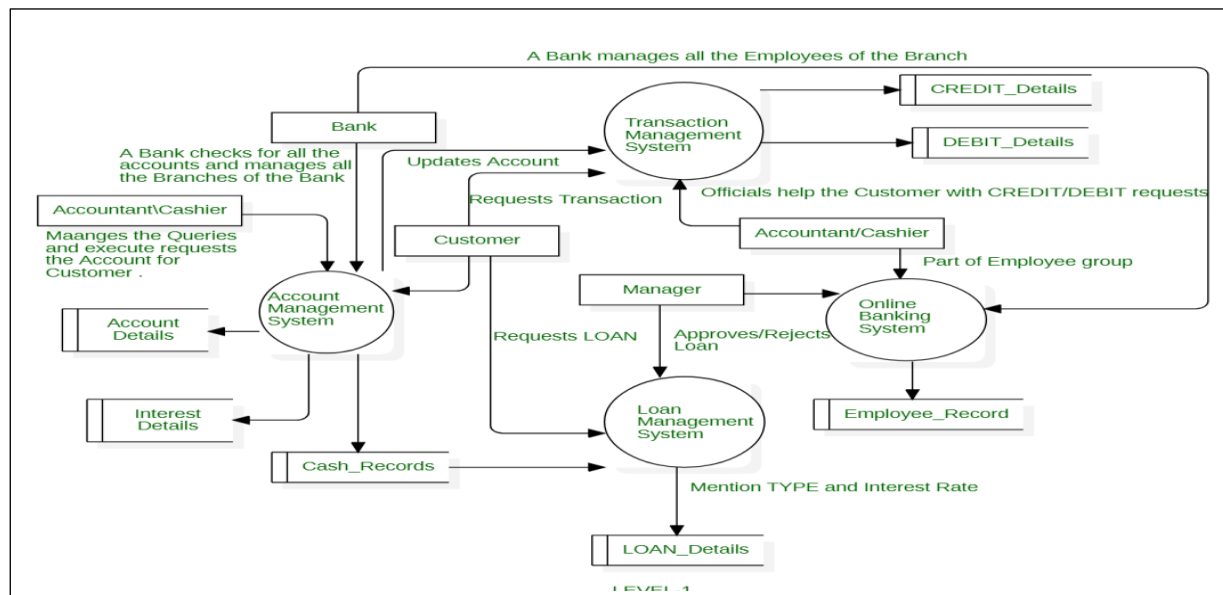 A Bank manages all the Employees of the Branch
CREDIT_Details
Bank
Transaction
Management
System
DEBIT_Details
A Bank checks for all the
accounts and manages all
the Branches of the Bank
Updates Account
Requests Transaction
Officials help the Customer with CREDIT/DEBIT requests
Accountant\Cashier
Maanges the Queries
and execute requests
the Account for
Customer .
Customer
Accountant/Cashier
Part of Employee group
Manager
Account
Management
System
Online
Banking
System
Account
Details
Requests LOAN
Approves/Rejects
Loan
Interest
Details
Loan
Management
System
Employee_Record
Cash_Records
Mention TYPE and Interest Rate
LOAN_Details
LEVEL-1